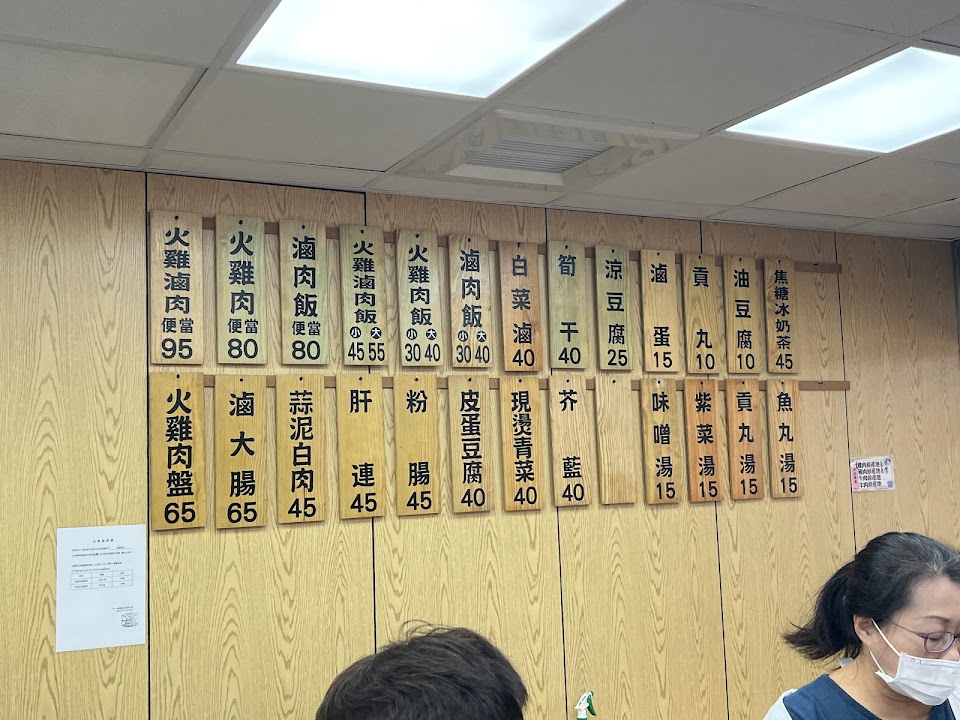 火雞滷肉便當95
火雞肉便當80
滷肉飯便當80
火雞滷肉飯小45大55
火雞肉飯小30大40
滷肉飯小30大40
白菜滷40
筍干40
涼豆腐25
滷蛋15
貢丸10
油豆腐10
焦糖冰奶茶45
火雞肉盤65
滷大腸65
蒜泥白肉45
肝連45
粉腸45
皮蛋豆腐40
現燙青菜40
芥藍40
味噌湯15
紫菜湯15
貢丸湯15
魚丸湯15